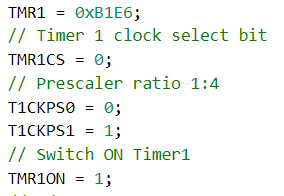 TMR1 = 0xB1E6;
// Timer 1 clock select bit
TMR1CS = 0;
// Prescaler ratio 1:4
T1CKPS0 = 0;
T1CKPS1 = 1;
// Switch ON Timer1
TMR1ON = 1;